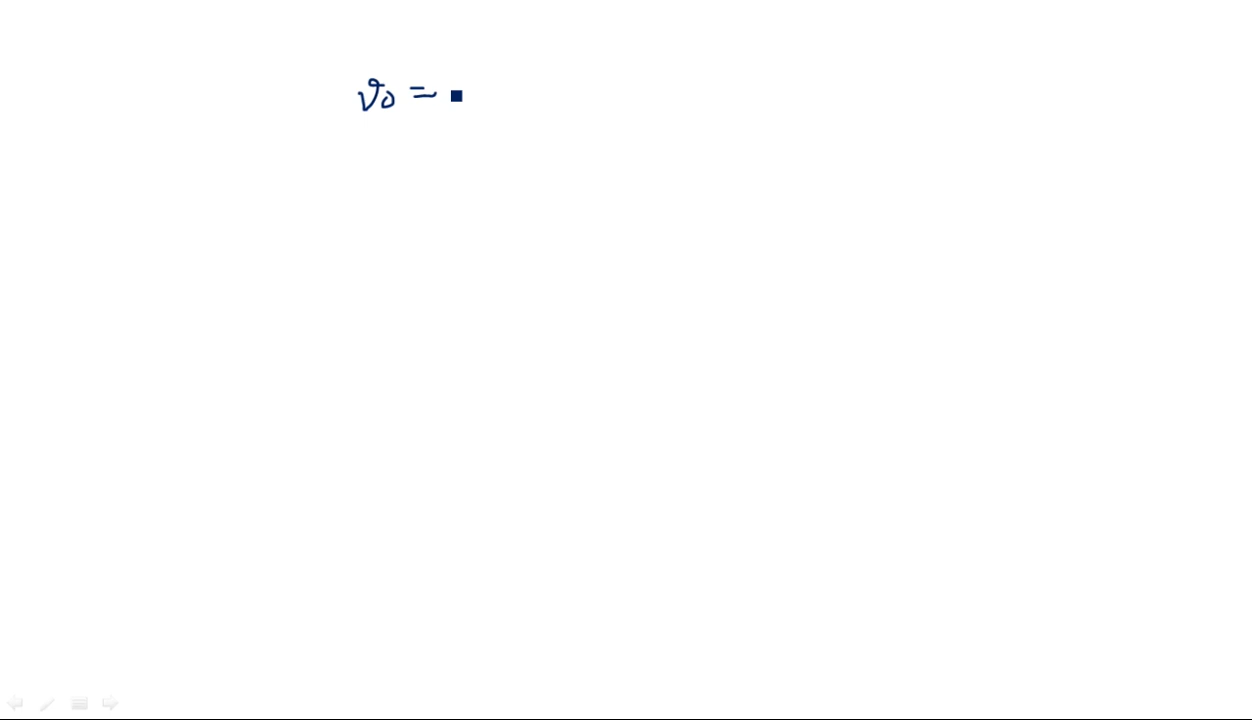 v₀ =